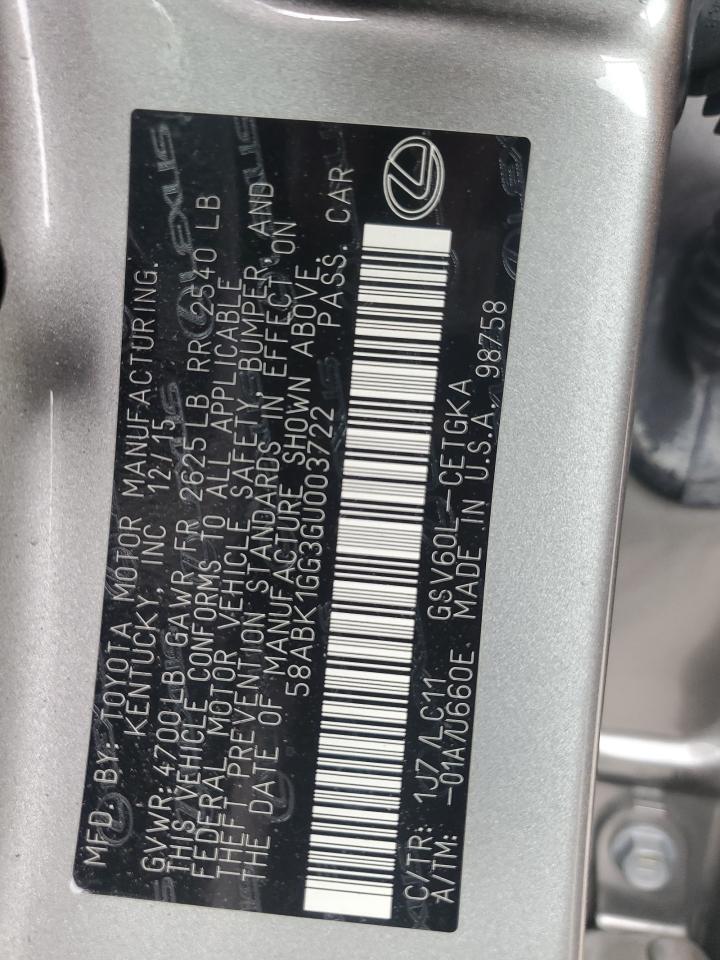 MFD. BY: TOYOTA MOTOR MANUFACTURING.
KENTUCKY, INC 12/15
GVWR: 4700LB GAWR FR 2625 LB RR 2540 LB
THIS VEHICLE CONFORMS TO ALL APPLICABLE
FEDERAL MOTOR VEHICLE SAFETY, BUMPER, AND
THEFT PREVENTION STANDARDS IN EFFECT ON
THE DATE OF MANUFACTURE SHOWN ABOVE.
58ABK1GG3GU003722 PASS. CAR
C/TR: 1J7/LC11 GSV60L-CETGKA
A/TM: -01A/U660E MADE IN U.S.A. 98758